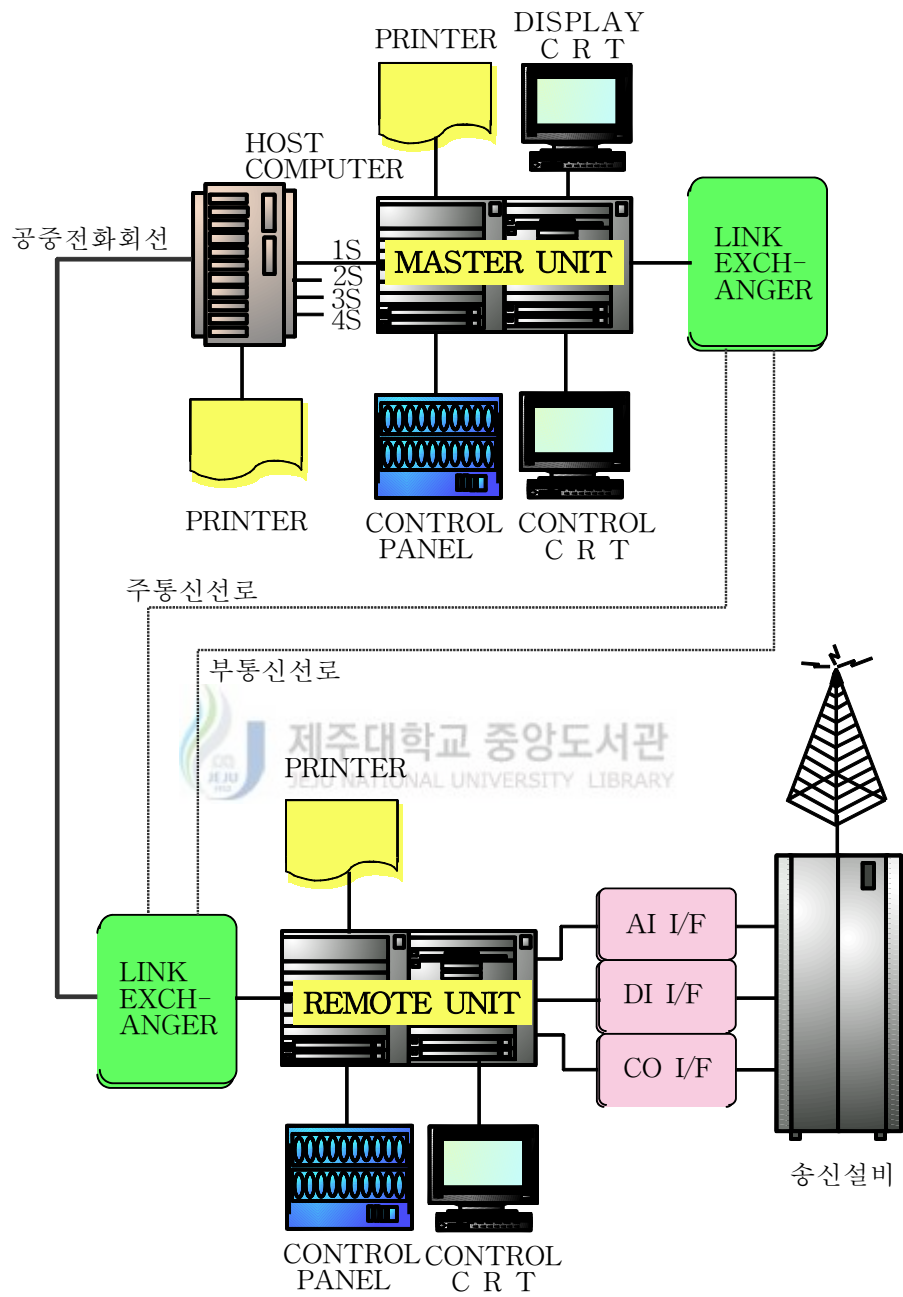 DISPLAY
C R T
PRINTER
HOST
COMPUTER
공중전화회선
1S
2S
3S
4S
MASTER UNIT
LINK
EXCH-
ANGER
PRINTER
CONTROL
PANEL
CONTROL
C R T
주통신선로
부통신선로
제주대학교 중앙도서관
JEJU NATIONAL UNIVERSITY LIBRARY
JEJU
1952
PRINTER
LINK
EXCH-
ANGER
REMOTE UNIT
AI I/F
DI I/F
CO I/F
송신설비
CONTROL
PANEL
CONTROL
C R T